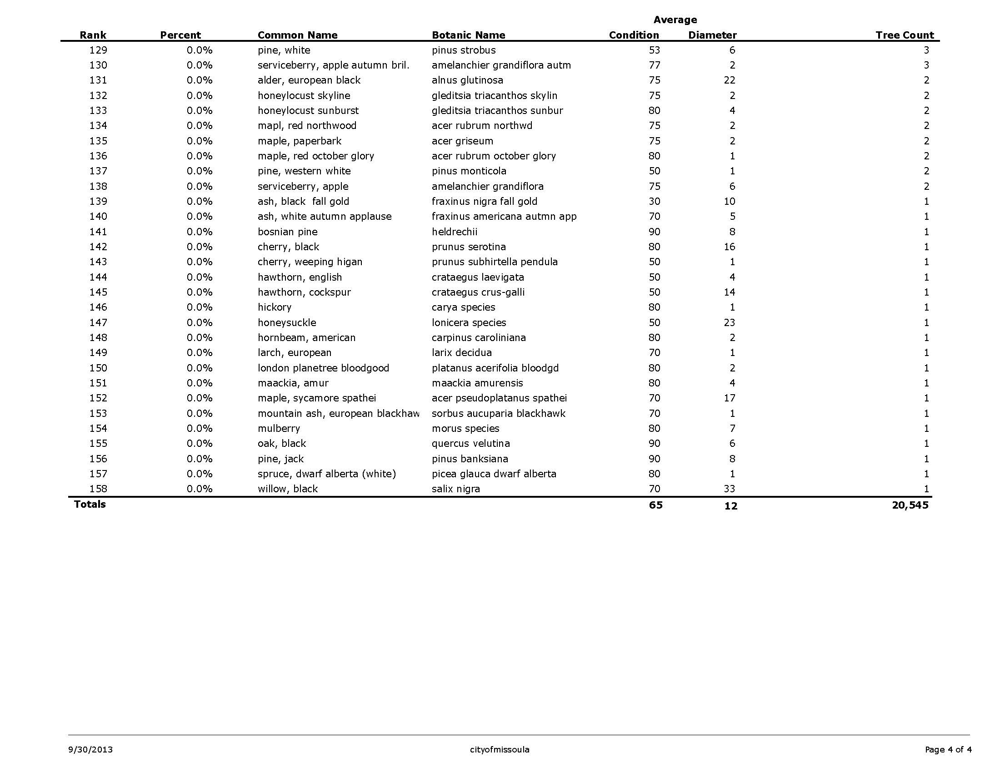 Average
Rank Percent Common Name Botanic Name Condition Diameter Tree Count
129 0.0% pine, white pinus strobus 53 6 3
130 0.0% serviceberry, apple autumn bril. amelanchier grandiflora autm 77 2 3
131 0.0% alder, european black alnus glutinosa 75 22 2
132 0.0% honeylocust skyline gleditsia triacanthos skylin 75 2 2
133 0.0% honeylocust sunburst gleditsia triacanthos sunbur 80 4 2
134 0.0% mapl, red northwood acer rubrum northwd 75 2 2
135 0.0% maple, paperbark acer griseum 75 2 2
136 0.0% maple, red october glory acer rubrum october glory 80 1 2
137 0.0% pine, western white pinus monticola 50 1 2
138 0.0% serviceberry, apple amelanchier grandiflora 75 6 2
139 0.0% ash, black fall gold fraxinus nigra fall gold 30 10 1
140 0.0% ash, white autumn applause fraxinus americana autmn app 70 5 1
141 0.0% bosnian pine heldrechii 90 8 1
142 0.0% cherry, black prunus serotina 80 16 1
143 0.0% cherry, weeping higan prunus subhirtella pendula 50 1 1
144 0.0% hawthorn, english crataegus laevigata 50 4 1
145 0.0% hawthorn, cockspur crataegus crus-galli 50 14 1
146 0.0% hickory carya species 80 1 1
147 0.0% honeysuckle lonicera species 50 23 1
148 0.0% hornbeam, american carpinus caroliniana 80 2 1
149 0.0% larch, european larix decidua 70 1 1
150 0.0% london planetree bloodgood platanus acerifolia bloodgd 80 2 1
151 0.0% maackia, amur maackia amurensis 80 4 1
152 0.0% maple, sycamore spathei acer pseudoplatanus spathei 70 17 1
153 0.0% mountain ash, european blackhaw sorbus aucuparia blackhawk 70 1 1
154 0.0% mulberry morus species 80 7 1
155 0.0% oak, black quercus velutina 90 6 1
156 0.0% pine, jack pinus banksiana 90 8 1
157 0.0% spruce, dwarf alberta (white) picea glauca dwarf alberta 80 1 1
158 0.0% willow, black salix nigra 70 33 1
Totals 65 12 20,545
9/30/2013 cityofmissoula Page 4 of 4